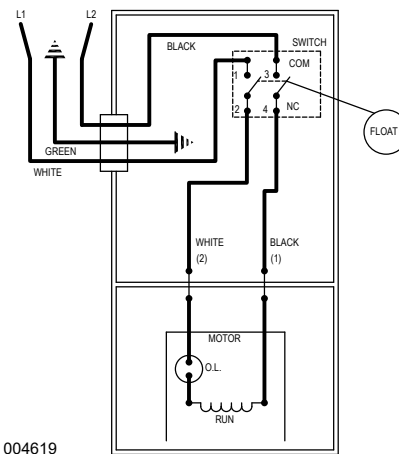 L1
L2
BLACK
SWITCH
COM
1
3
2
4
NC
FLOAT
GREEN
WHITE
WHITE
(2)
BLACK
(1)
MOTOR
O.L.
RUN
004619